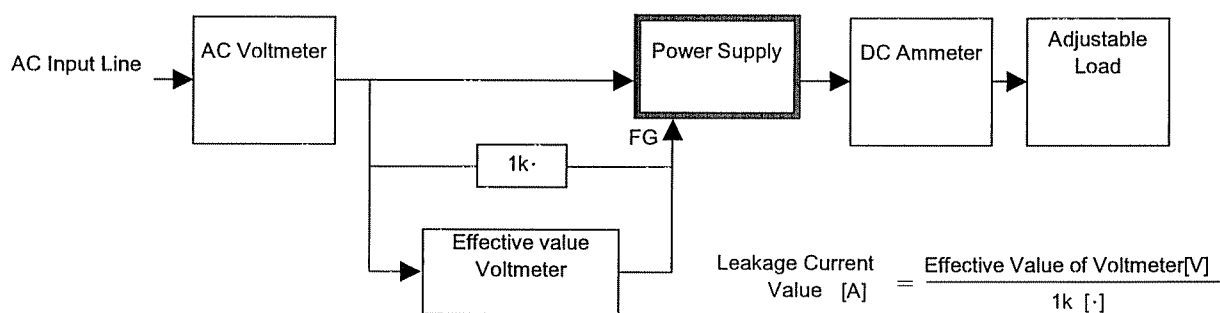 AC Input Line
AC Voltmeter
Power Supply
DC Ammeter
Adjustable
Load
FG
1k·
Effective value
Voltmeter
Leakage Current
Value [A]
= Effective Value of Voltmeter[V]
1k [·]